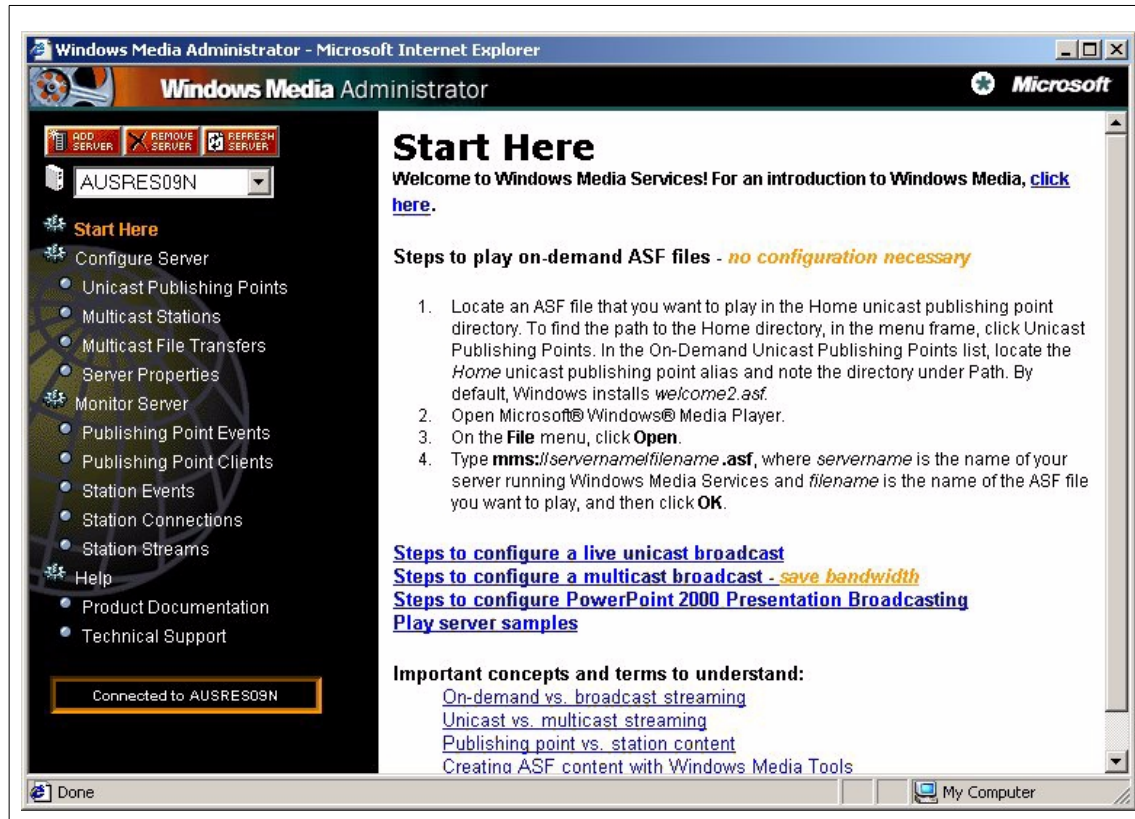 Windows Media Administrator - Microsoft Internet Explorer
Windows Media Administrator
Microsoft
ADD SERVER
REMOVE SERVER
REFRESH SERVER
AUSRES09N
Start Here
Configure Server
Unicast Publishing Points
Multicast Stations
Multicast File Transfers
Server Properties
Monitor Server
Publishing Point Events
Publishing Point Clients
Station Events
Station Connections
Station Streams
Help
Product Documentation
Technical Support
Connected to AUSRES09N
Start Here
Welcome to Windows Media Services! For an introduction to Windows Media, click
here.
Steps to play on-demand ASF files - no configuration necessary
1. Locate an ASF file that you want to play in the Home unicast publishing point
directory. To find the path to the Home directory, in the menu frame, click Unicast
Publishing Points. In the On-Demand Unicast Publishing Points list, locate the
Home unicast publishing point alias and note the directory under Path. By
default, Windows installs welcome2.asf.
2. Open Microsoft® Windows® Media Player.
3. On the File menu, click Open.
4. Type mms://servername/filename.asf, where servername is the name of your
server running Windows Media Services and filename is the name of the ASF file
you want to play, and then click OK.
Steps to configure a live unicast broadcast
Steps to configure a multicast broadcast - save bandwidth
Steps to configure PowerPoint 2000 Presentation Broadcasting
Play server samples
Important concepts and terms to understand:
On-demand vs. broadcast streaming
Unicast vs. multicast streaming
Publishing point vs. station content
Creating ASF content with Windows Media Tools
Done
My Computer